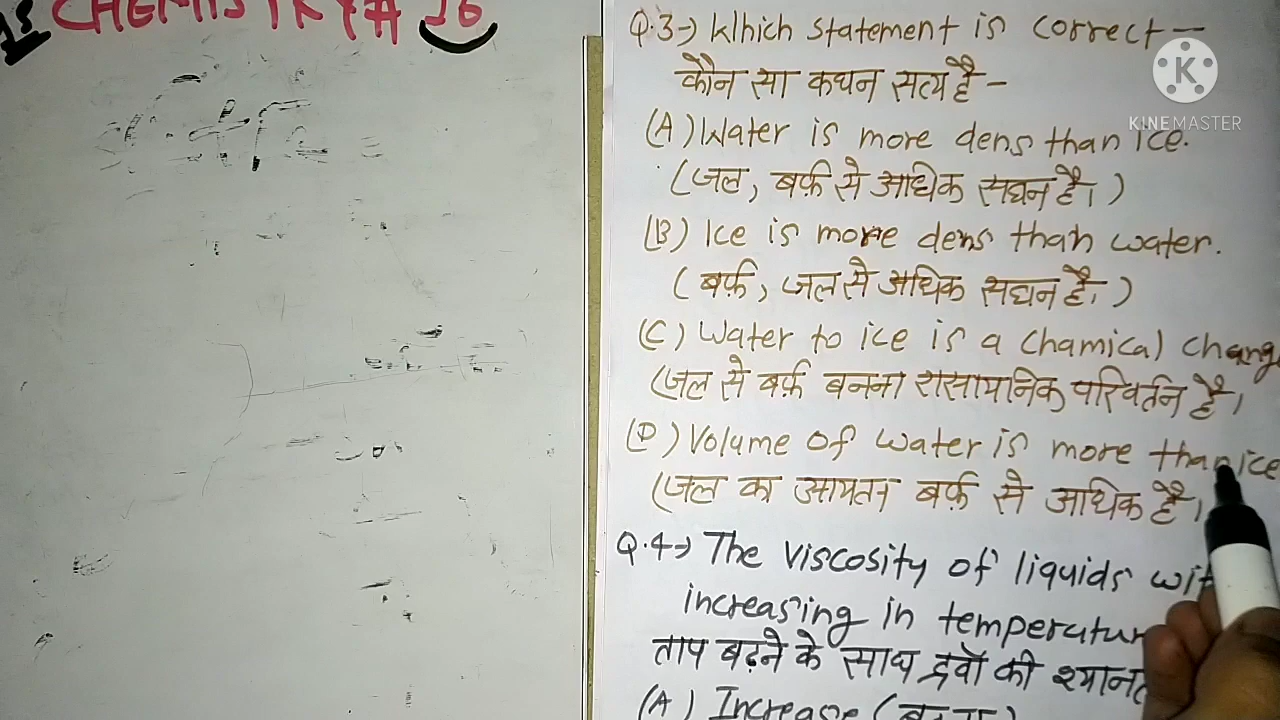 CHEMISTRY # 16
Q.3→ Which statement is correct—
कौन सा कथन सत्य है -
(A) Water is more dens than ice.
(जल, बर्फ़ से अधिक सघन है। )
(B) Ice is more dens than water.
( बर्फ़, जल से अधिक सघन है। )
(C) Water to ice is a chamical change
(जल से बर्फ़ बनना रासायनिक परिवर्तन है।
(D) Volume of water is more than ice
(जल का आयतन बर्फ़ से अधिक है।
Q.4→ The viscosity of liquids wit
increasing in temperatur
ताप बढ़ने के साथ द्रवों की श्यानत
(A) Increase (
K
KINEMASTER